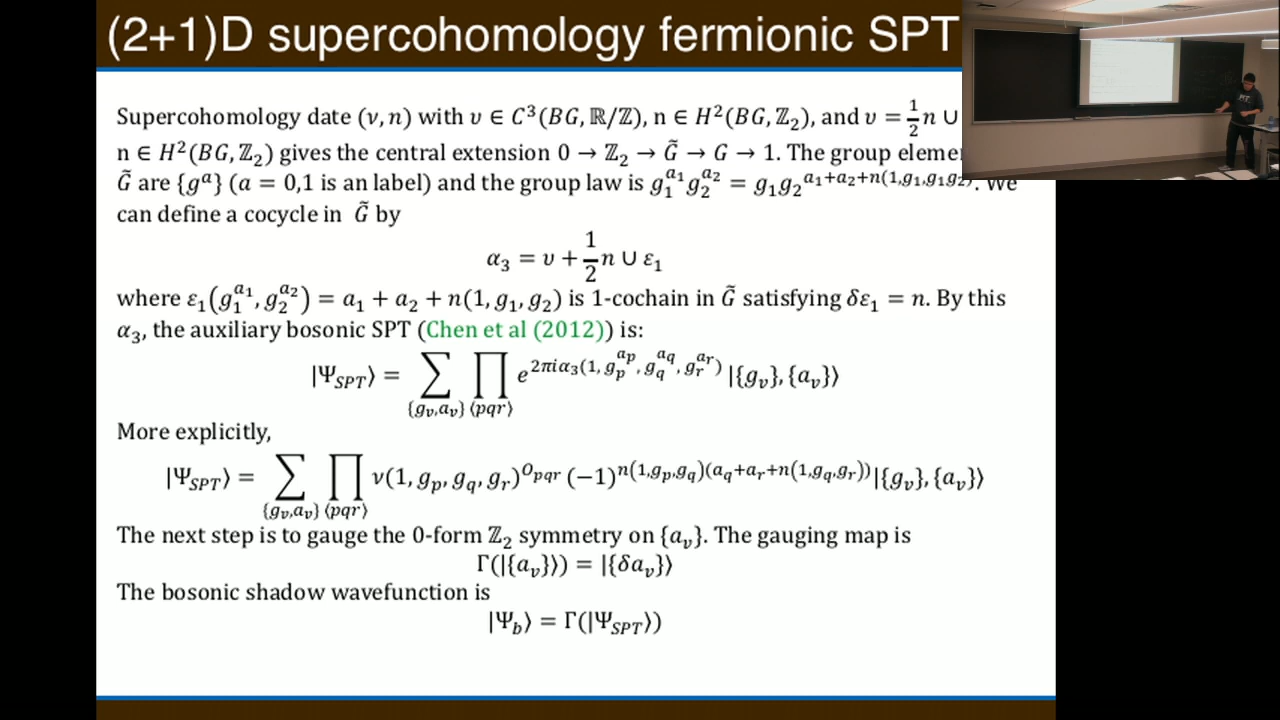 (2+1)D supercohomology fermionic SPT
Supercohomology date (ν, n) with υ ∈ C³(BG, ℝ/ℤ), n ∈ H²(BG, ℤ₂), and υ = ½n ∪
n ∈ H²(BG, ℤ₂) gives the central extension 0 → ℤ₂ → G̃ → G → 1. The group
G̃ are {gᵃ} (a = 0,1 is an label) and the group law is g₁^{a₁}g₂^{a₂} = g₁g₂^{a₁+a₂+n(1,g₁,g₁g₂)}. We
can define a cocycle in G̃ by
α₃ = υ + ½n ∪ ε₁
where ε₁(g₁^{a₁}, g₂^{a₂}) = a₁ + a₂ + n(1, g₁, g₂) is 1-cochain in G̃ satisfying δε₁ = n. By this
α₃, the auxiliary bosonic SPT (Chen et al (2012)) is:
|Ψ_{SPT}⟩ = ∑_{{g_v,a_v}} ∏_{⟨pqr⟩} e^{2πiα₃(1,g_p^{a_p},g_q^{a_q},g_r^{a_r})} |{g_v},{a_v}⟩
More explicitly,
|Ψ_{SPT}⟩ = ∑_{{g_v,a_v}} ∏_{⟨pqr⟩} ν(1, g_p, g_q, g_r)^{O_{pqr}} (−1)^{n(1,g_p,g_q)(a_q+a_r+n(1,g_q,g_r))}|{g_v},{a_v}⟩
The next step is to gauge the 0-form ℤ₂ symmetry on {a_v}. The gauging map is
Γ(|{a_v}⟩) = |{δa_v}⟩
The bosonic shadow wavefunction is
|Ψ_b⟩ = Γ(|Ψ_{SPT}⟩)